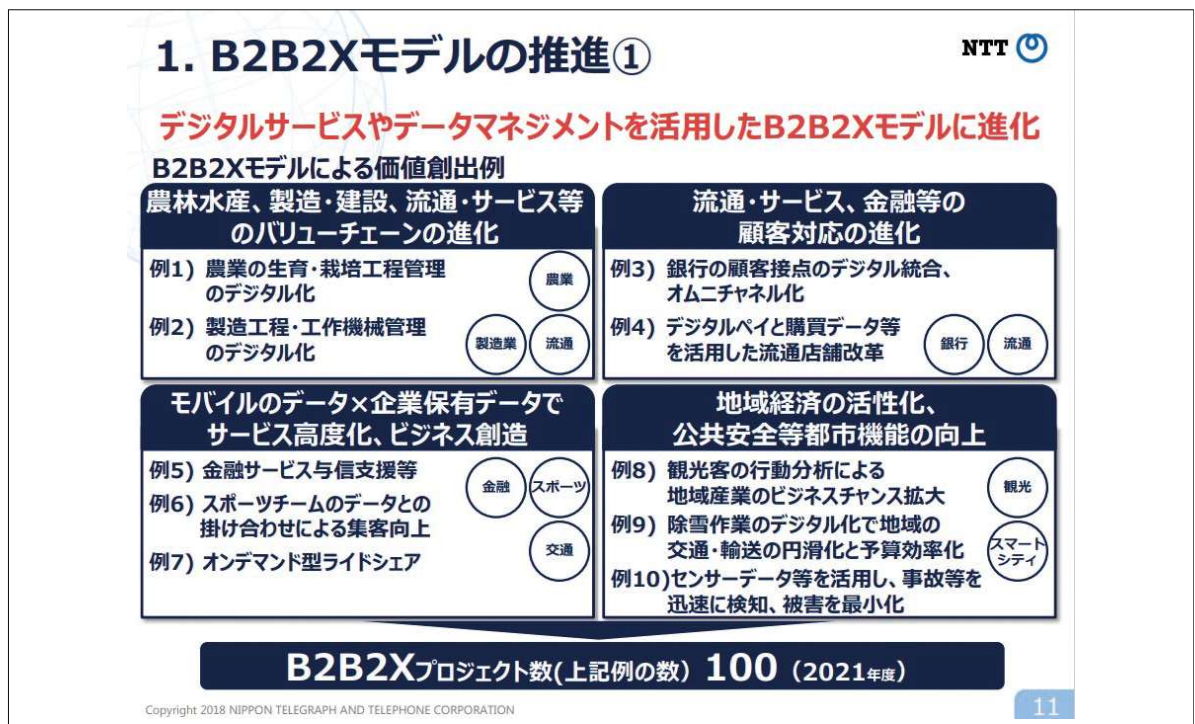 1. B2B2Xモデルの推進①
NTT
デジタルサービスやデータマネジメントを活用したB2B2Xモデルに進化
B2B2Xモデルによる価値創出例
農林水産、製造・建設、流通・サービス等
のバリューチェーンの進化
例1) 農業の生育・栽培工程管理
のデジタル化
農業
例2) 製造工程・工作機械管理
のデジタル化
製造業
流通
流通・サービス、金融等の
顧客対応の進化
例3) 銀行の顧客接点のデジタル統合、
オムニチャネル化
例4) デジタルペイと購買データ等
を活用した流通店舗改革
銀行
流通
モバイルのデータ×企業保有データで
サービス高度化、ビジネス創造
例5) 金融サービス与信支援等
例6) スポーツチームのデータとの
掛け合わせによる集客向上
例7) オンデマンド型ライドシェア
金融
スポーツ
交通
地域経済の活性化、
公共安全等都市機能の向上
例8) 観光客の行動分析による
地域産業のビジネスチャンス拡大
例9) 除雪作業のデジタル化で地域の
交通・輸送の円滑化と予算効率化
例10)センサーデータ等を活用し、事故等を
迅速に検知、被害を最小化
観光
スマート
シティ
B2B2Xプロジェクト数(上記例の数) 100 (2021年度)
Copyright 2018 NIPPON TELEGRAPH AND TELEPHONE CORPORATION
11